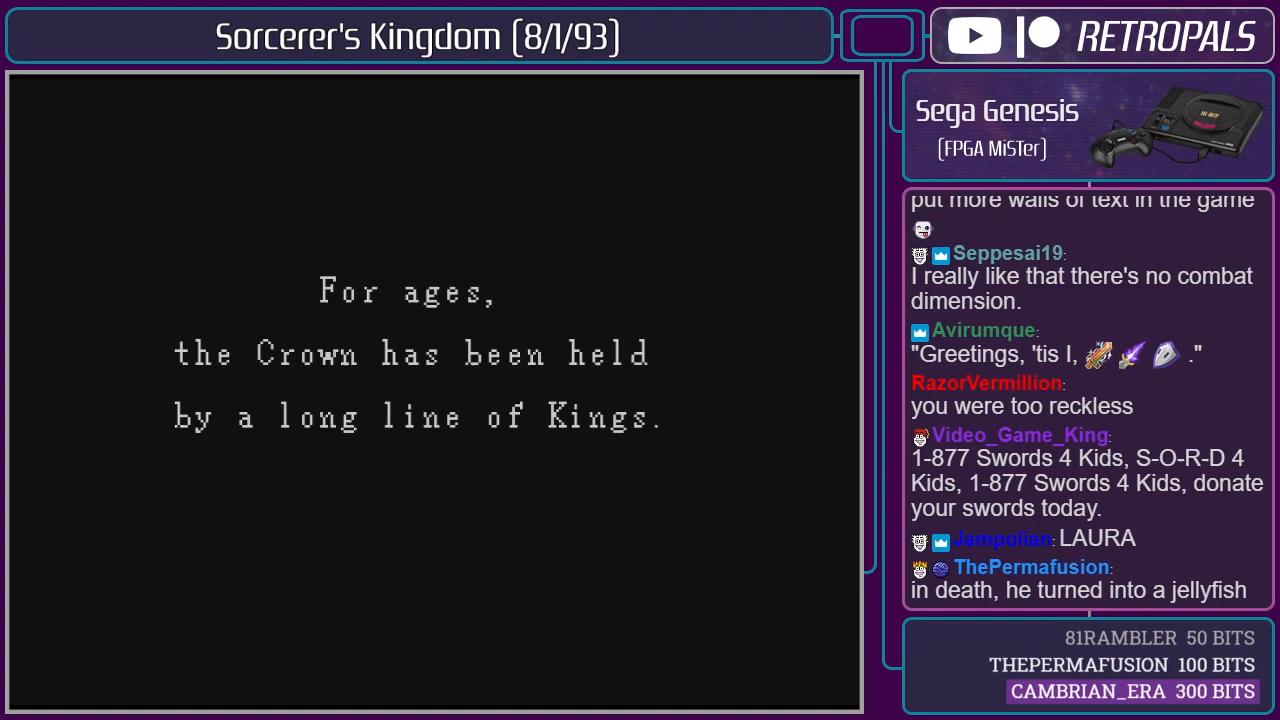 Sorcerer's Kingdom (8/1/93)
RETROPALS
Sega Genesis
(FPGA MiSTer)
For ages,
the Crown has been held
by a long line of Kings.
put more walls of text in the game
Seppesai19:
I really like that there's no combat
dimension.
Avirumque:
"Greetings, 'tis I, ."
RazorVermillion:
you were too reckless
Video_Game_King:
1-877 Swords 4 Kids, S-O-R-D 4
Kids, 1-877 Swords 4 Kids, donate
your swords today.
Jampolian: LAURA
ThePermafusion:
in death, he turned into a jellyfish
81RAMBLER 50 BITS
THEPERMAFUSION 100 BITS
CAMBRIAN_ERA 300 BITS